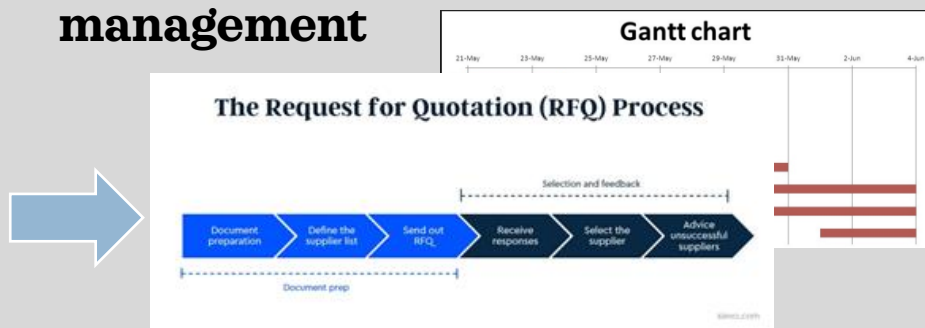 management
Gantt chart
21-May 23-May 25-May 27-May 29-May 31-May 2-Jun 4-Jun
The Request for Quotation (RFQ) Process
Selection and feedback
Document preparation
Define the supplier list
Send out RFQ
Receive responses
Select the supplier
Advice unsuccessful suppliers
Document prep